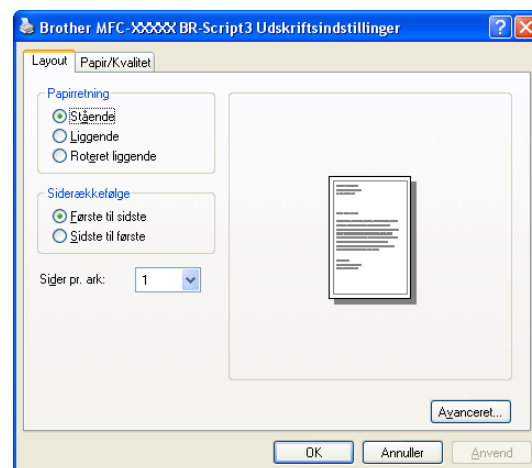 Brother MFC-XXXXX BR-Script3 Udskriftsindstillinger
Layout Papir/Kvalitet
Papirretning
Stående
Liggende
Roteret liggende
Siderækkefølge
Første til sidste
Sidste til første
Sider pr. ark: 1
Avanceret...
OK Annuller Anvend